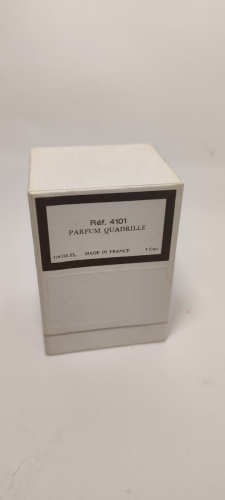 Réf. 4101
PARFUM QUADRILLE
MADE IN FRANCE